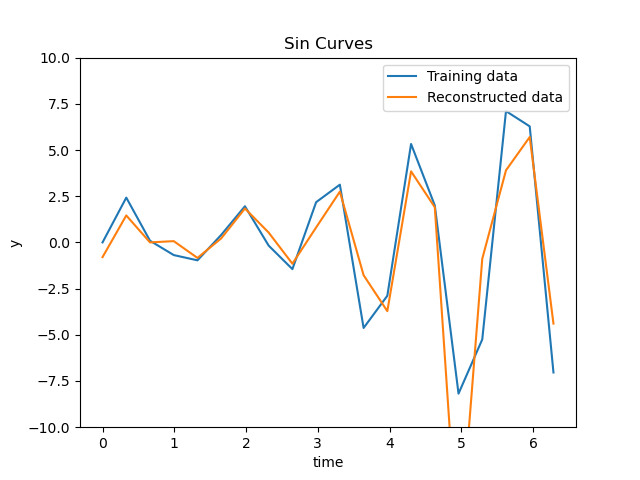 Sin Curves
Training data
Reconstructed data
10.0
7.5
5.0
2.5
0.0
−2.5
−5.0
−7.5
−10.0
y
0 1 2 3 4 5 6
time